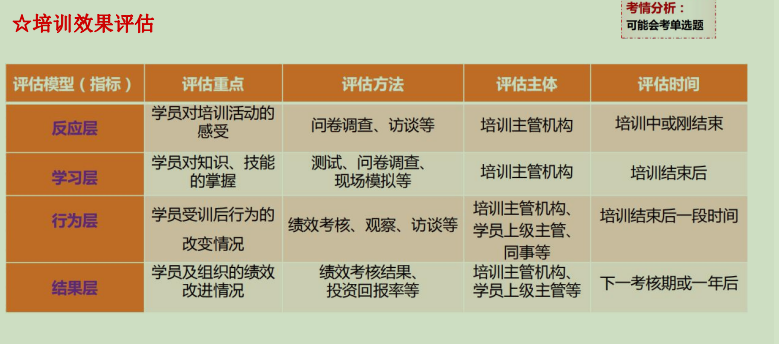 ☆培训效果评估
考情分析：
可能会考单选题
评估模型（指标） 评估重点 评估方法 评估主体 评估时间
反应层 学员对培训活动的感受 问卷调查、访谈等 培训主管机构 培训中或刚结束
学习层 学员对知识、技能的掌握 测试、问卷调查、现场模拟等 培训主管机构 培训结束后
行为层 学员受训后行为的改变情况 绩效考核、观察、访谈等 培训主管机构、学员上级主管、同事等 培训结束后一段时间
结果层 学员及组织的绩效改进情况 绩效考核结果、投资回报率等 培训主管机构、学员上级主管等 下一考核期或一年后